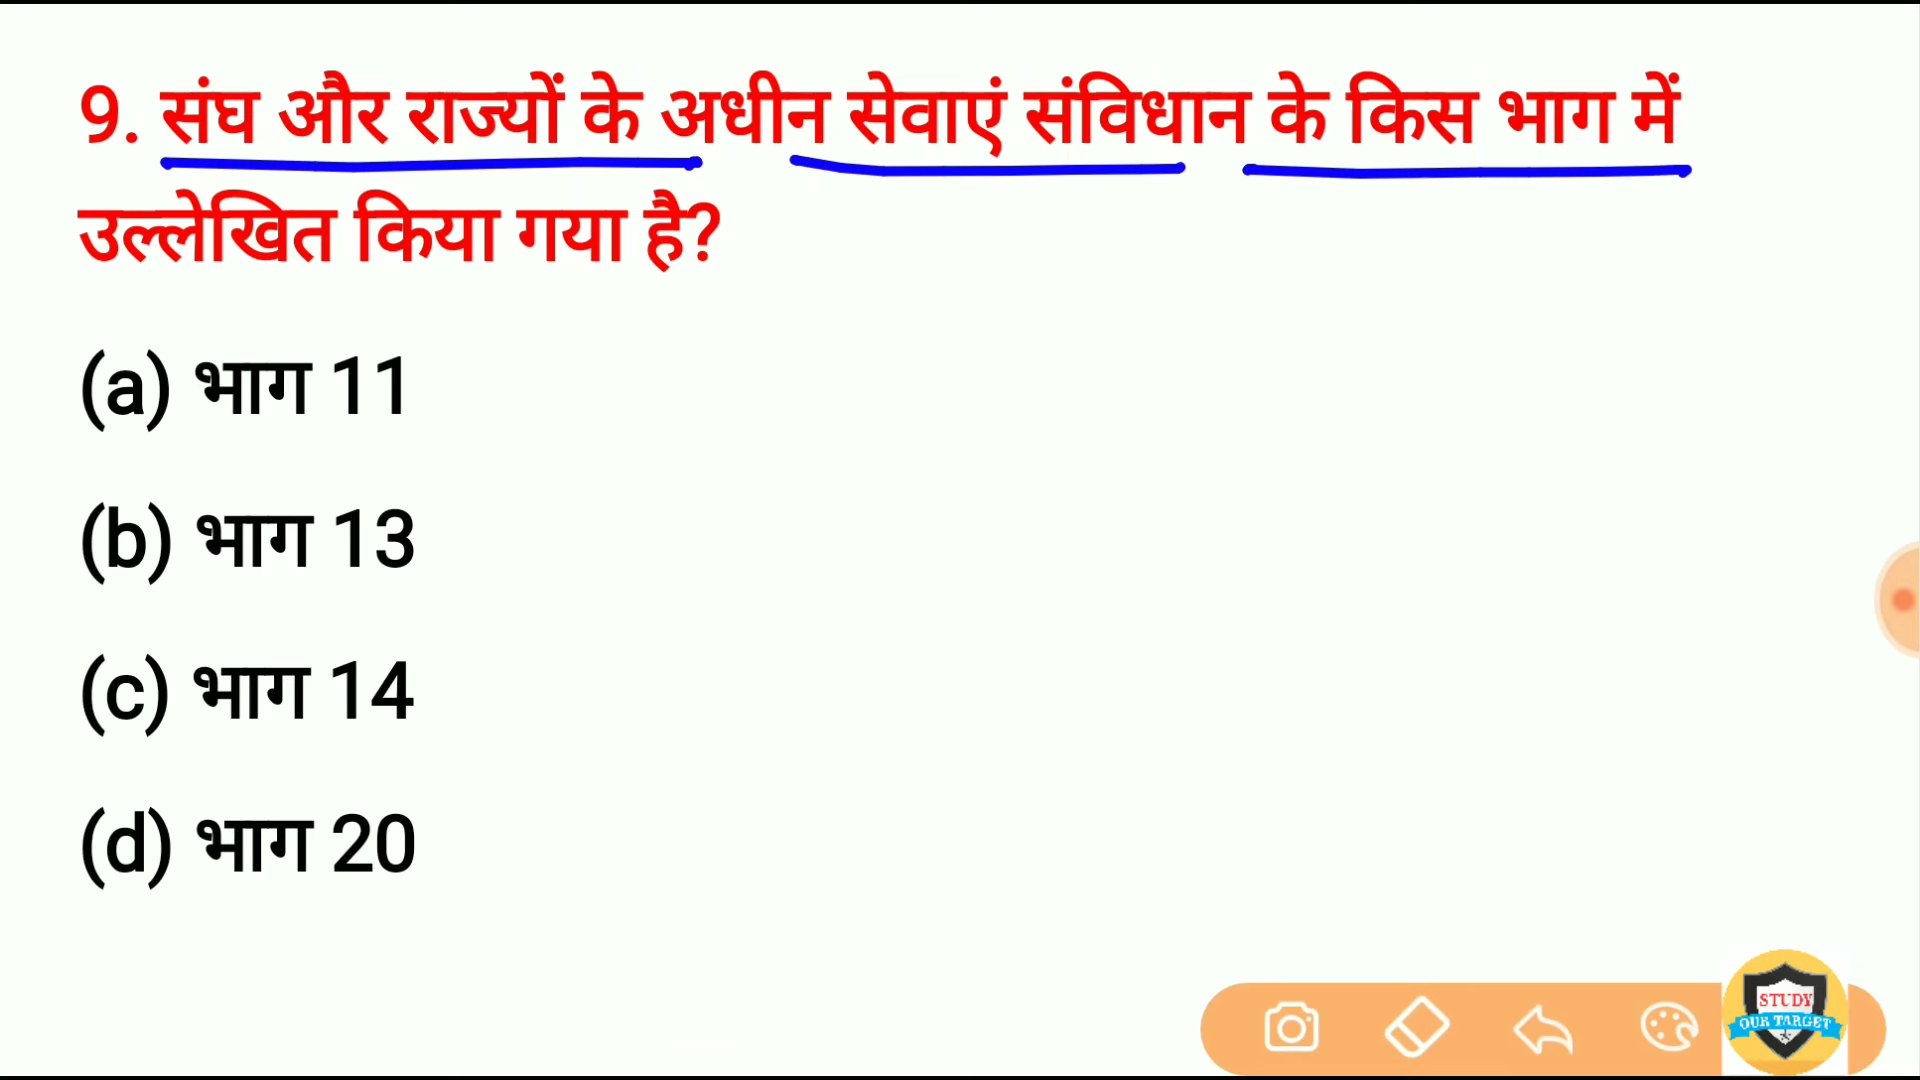 9. संघ और राज्यों के अधीन सेवाएं संविधान के किस भाग में
उल्लेखित किया गया है?
(a) भाग 11
(b) भाग 13
(c) भाग 14
(d) भाग 20
STUDY
OUR TARGET